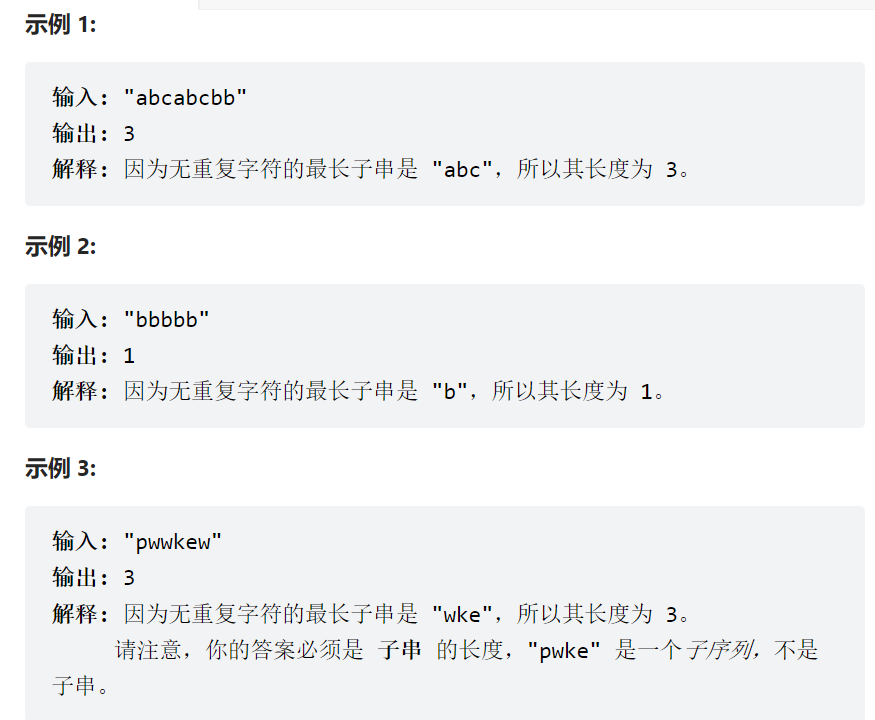 示例 1:
输入: "abcabcbb"
输出: 3
解释: 因为无重复字符的最长子串是 "abc"，所以其长度为 3。
示例 2:
输入: "bbbbb"
输出: 1
解释: 因为无重复字符的最长子串是 "b"，所以其长度为 1。
示例 3:
输入: "pwwkew"
输出: 3
解释: 因为无重复字符的最长子串是 "wke"，所以其长度为 3。
请注意，你的答案必须是 子串 的长度，"pwke" 是一个子序列，不是
子串。